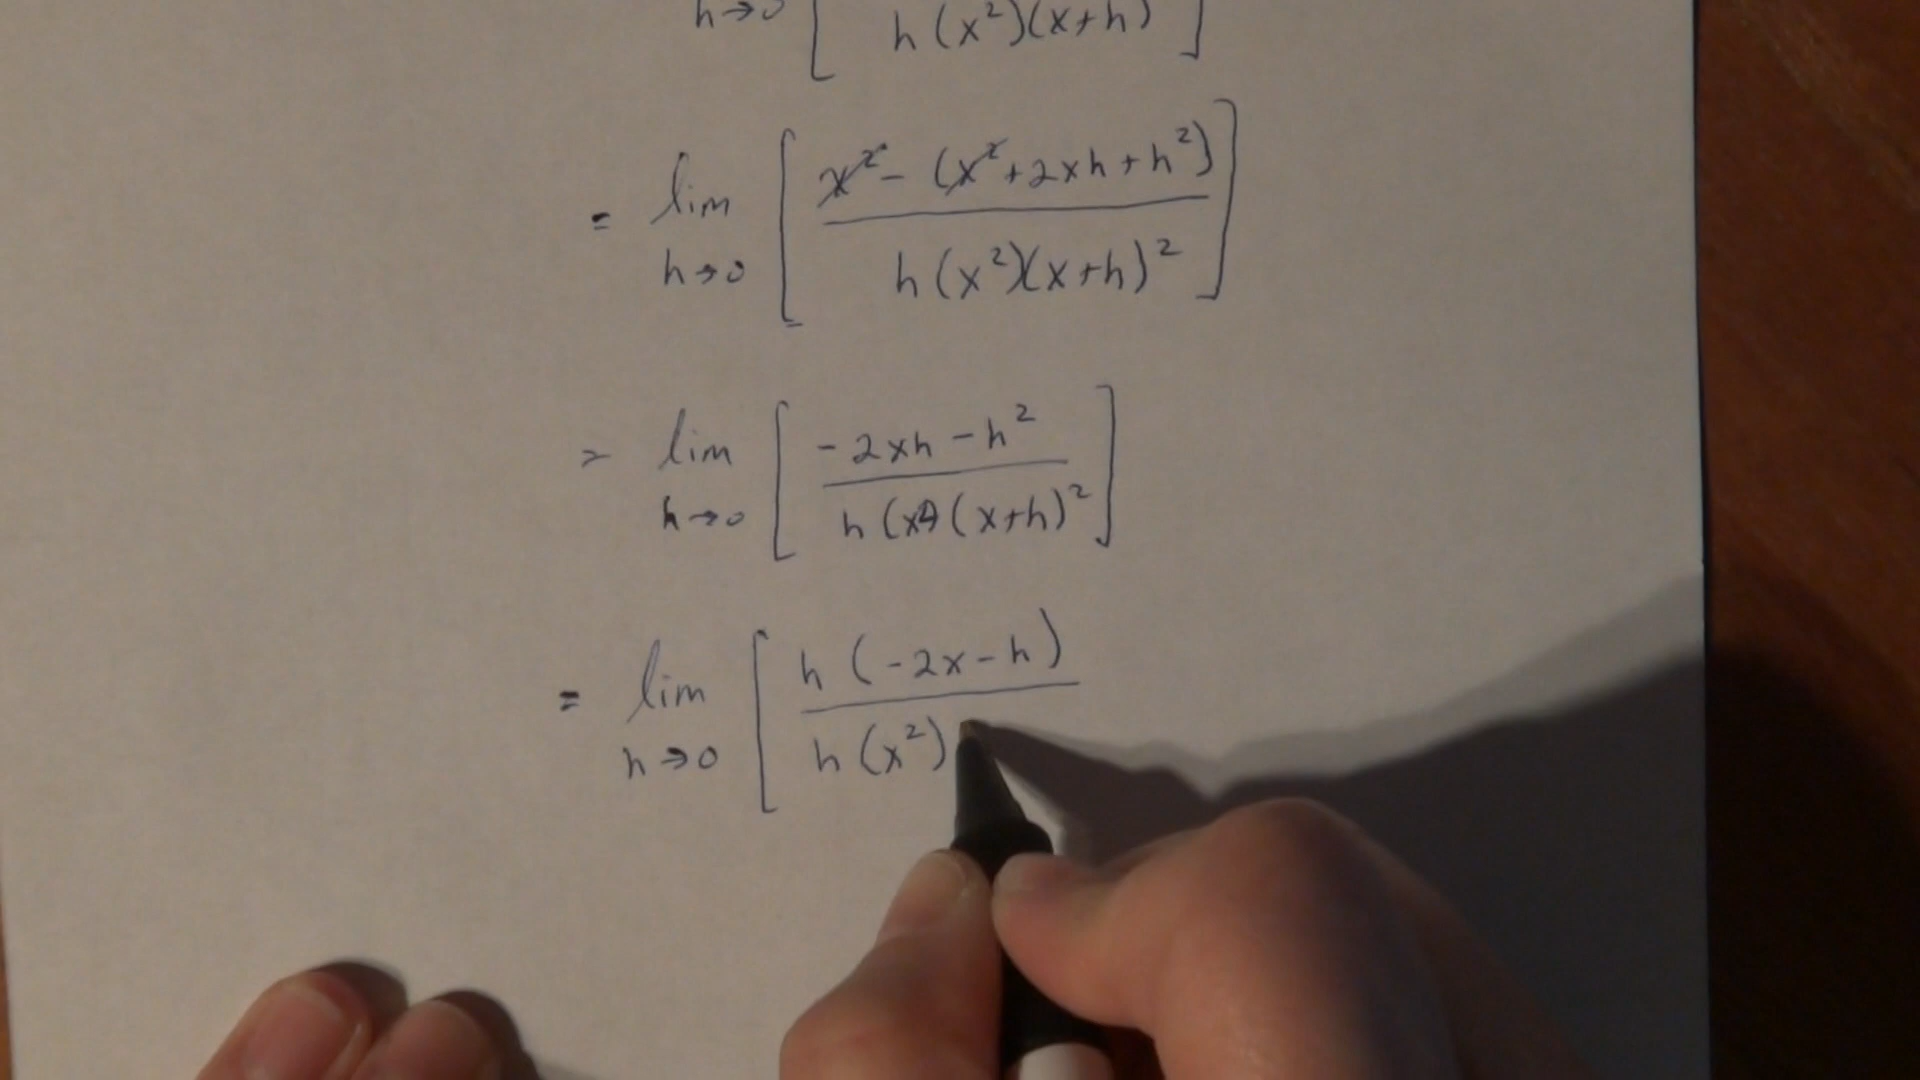 h→0 [ h(x²)(x+h) ]
= lim h→0 [ x² - (x² + 2xh + h²) / h(x²)(x+h)² ]
= lim h→0 [ -2xh - h² / h(x²)(x+h)² ]
= lim h→0 [ h(-2x-h) / h(x²)